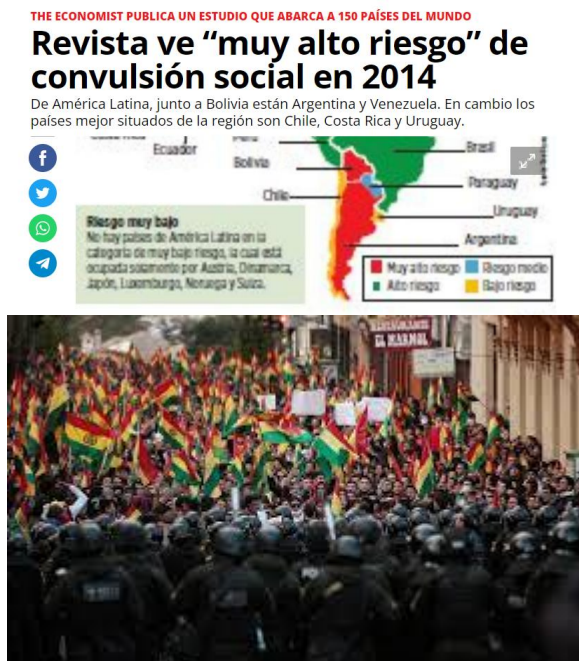 THE ECONOMIST PUBLICA UN ESTUDIO QUE ABARCA A 150 PAÍSES DEL MUNDO
Revista ve “muy alto riesgo” de
convulsión social en 2014
De América Latina, junto a Bolivia están Argentina y Venezuela. En cambio los
países mejor situados de la región son Chile, Costa Rica y Uruguay.
Ecuador
Perú
Brasil
Bolivia
Paraguay
Chile
Uruguay
Argentina
Riesgo muy bajo
No hay países de América Latina en la
categoría de muy bajo riesgo, la cual está
ocupada solamente por Austria, Dinamarca,
Japón, Luxemburgo, Noruega y Suiza.
Muy alto riesgo
Riesgo medio
Alto riesgo
Bajo riesgo
RESTAURANTE
EL MARMOL